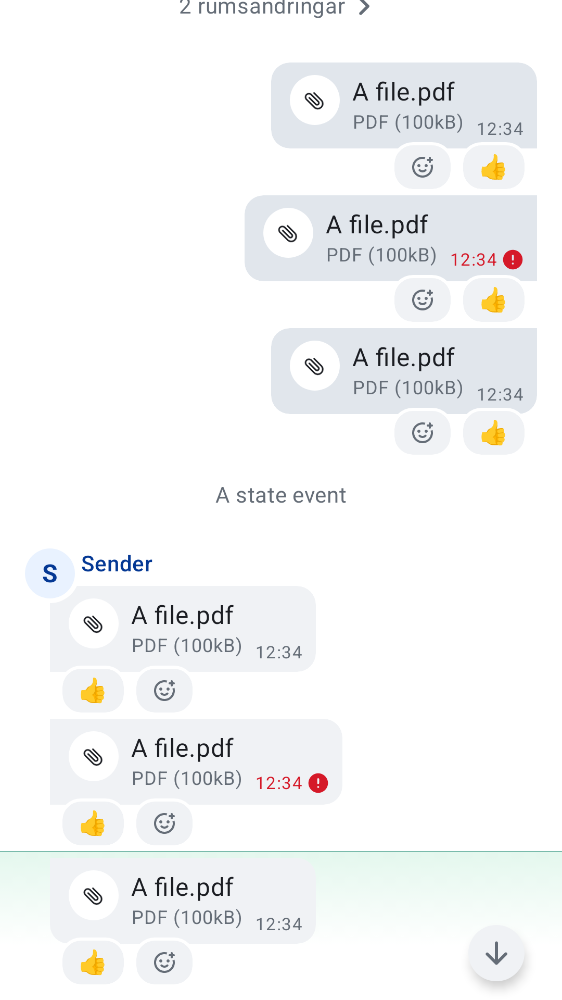 2 rumsändringar
A file.pdf
PDF (100kB) 12:34
👍
A file.pdf
PDF (100kB) 12:34
👍
A file.pdf
PDF (100kB) 12:34
👍
A state event
S Sender
A file.pdf
PDF (100kB) 12:34
👍
A file.pdf
PDF (100kB) 12:34
👍
A file.pdf
PDF (100kB) 12:34
👍